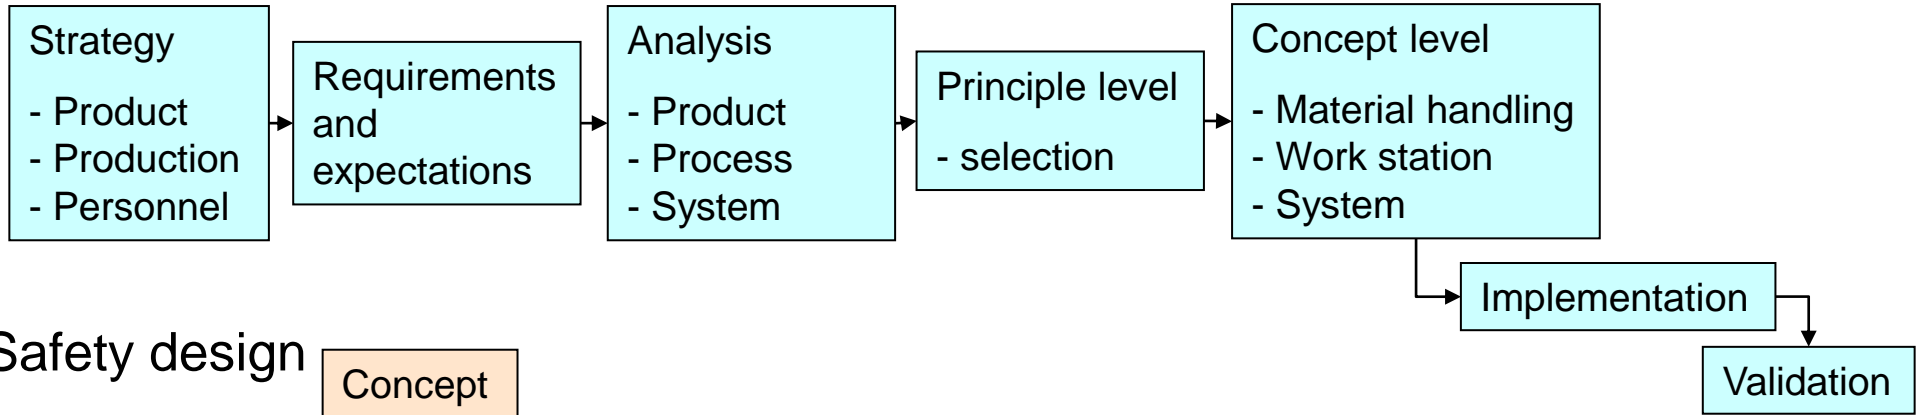 Strategy
- Product
- Production
- Personnel
Requirements
and
expectations
Analysis
- Product
- Process
- System
Principle level
- selection
Concept level
- Material handling
- Work station
- System
Implementation
Validation
Safety design
Concept